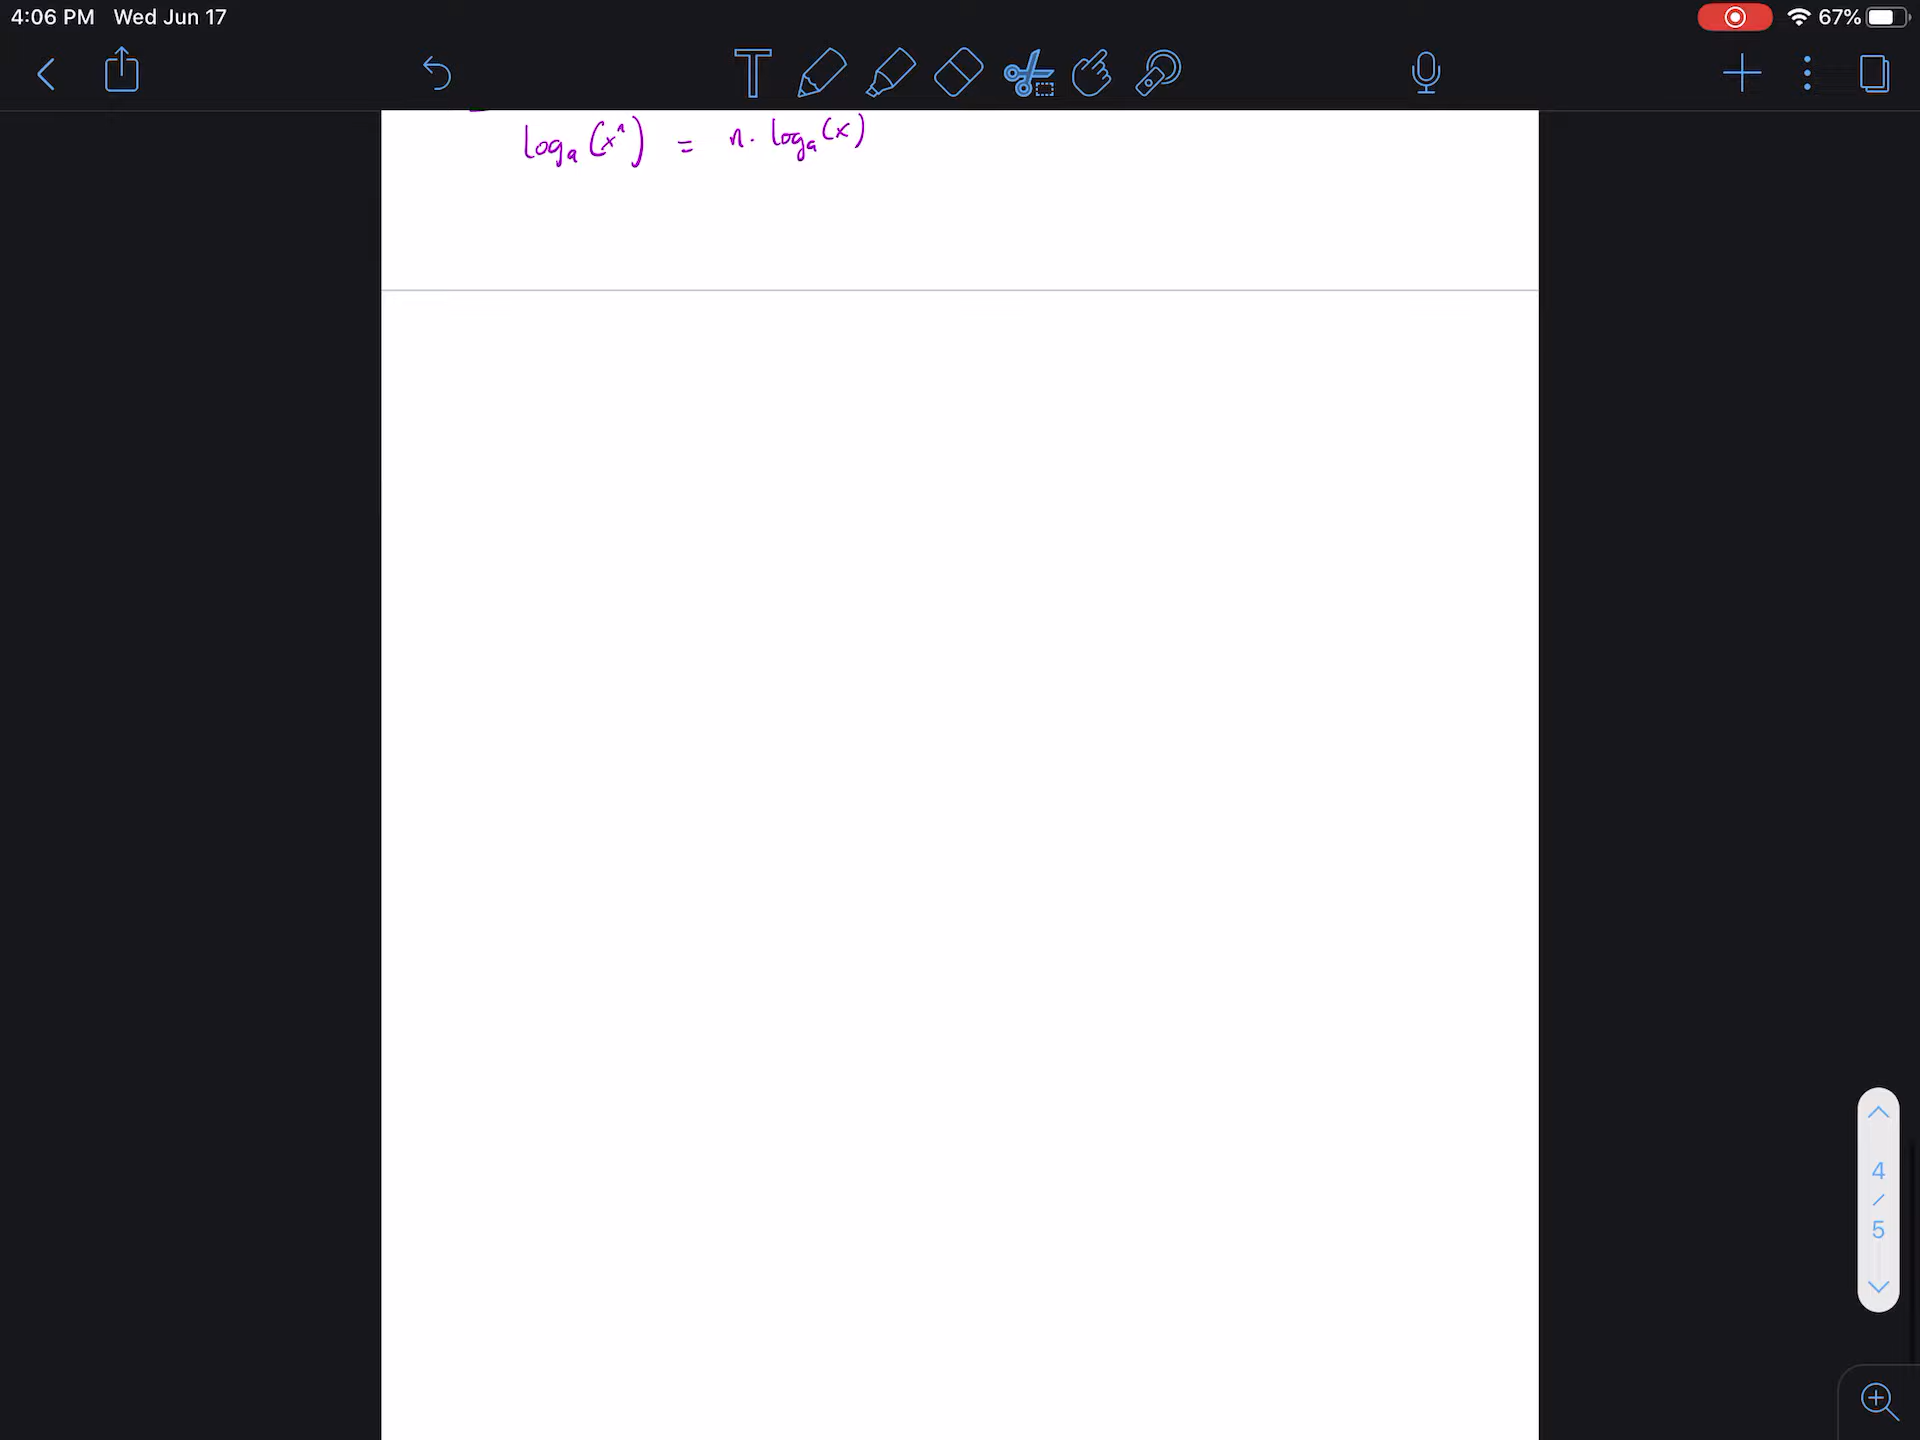 4:06 PM Wed Jun 17
67%
T
logₐ(xⁿ) = n · logₐ(x)
4
/
5